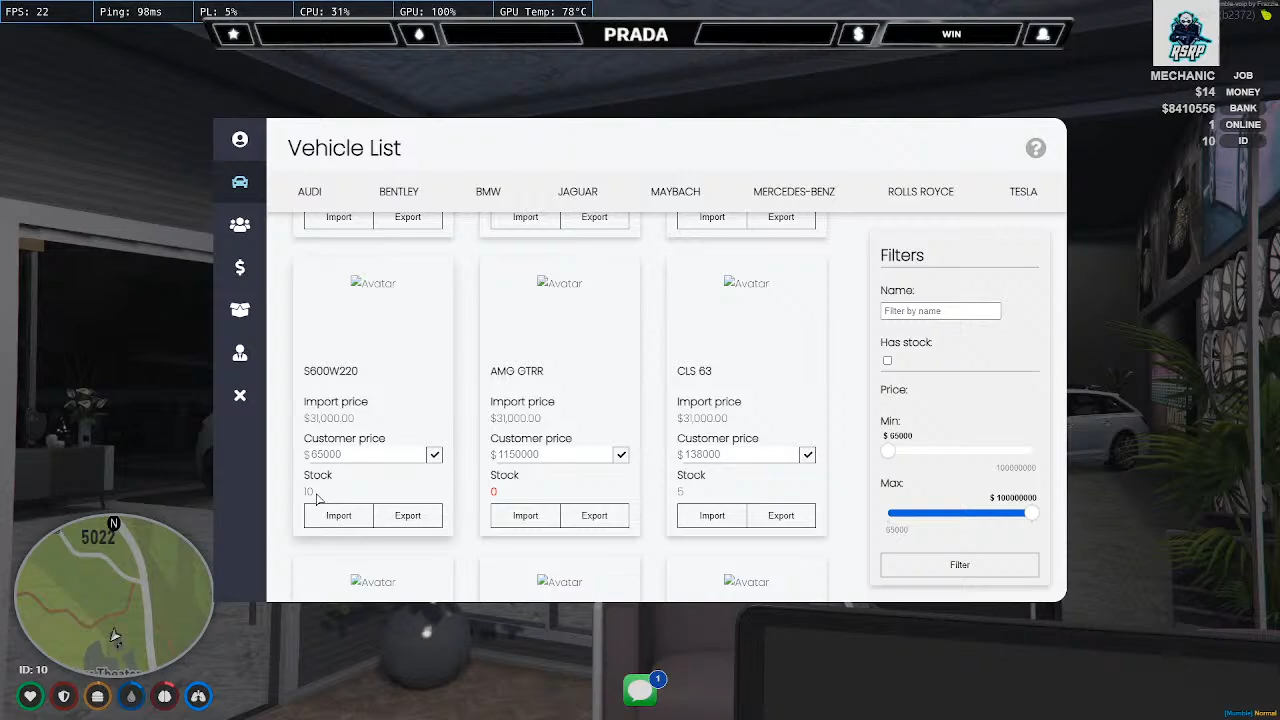 FPS: 22 Ping: 98ms PL: 5% CPU: 31% GPU: 100% GPU Temp: 78°C
(b2372)
PRADA WIN
RSRP
MECHANIC JOB
$14 MONEY
$8410556 BANK
1 ONLINE
10 ID
Vehicle List
?
AUDI BENTLEY BMW JAGUAR MAYBACH MERCEDES-BENZ ROLLS ROYCE TESLA
Import Export Import Export Import Export
Avatar Avatar Avatar
S600W220 AMG GTRR CLS 63
Import price Import price Import price
$31,000.00 $31,000.00 $31,000.00
Customer price Customer price Customer price
$65000 $1150000 $138000
Stock Stock Stock
10 0 5
Import Export Import Export Import Export
Avatar Avatar Avatar
Filters
Name:
Filter by name
Has stock:
Price:
Min:
$ 65000
100000000
Max:
$ 100000000
65000
Filter
N
5022
ID: 10
1
[Mumble] Normal